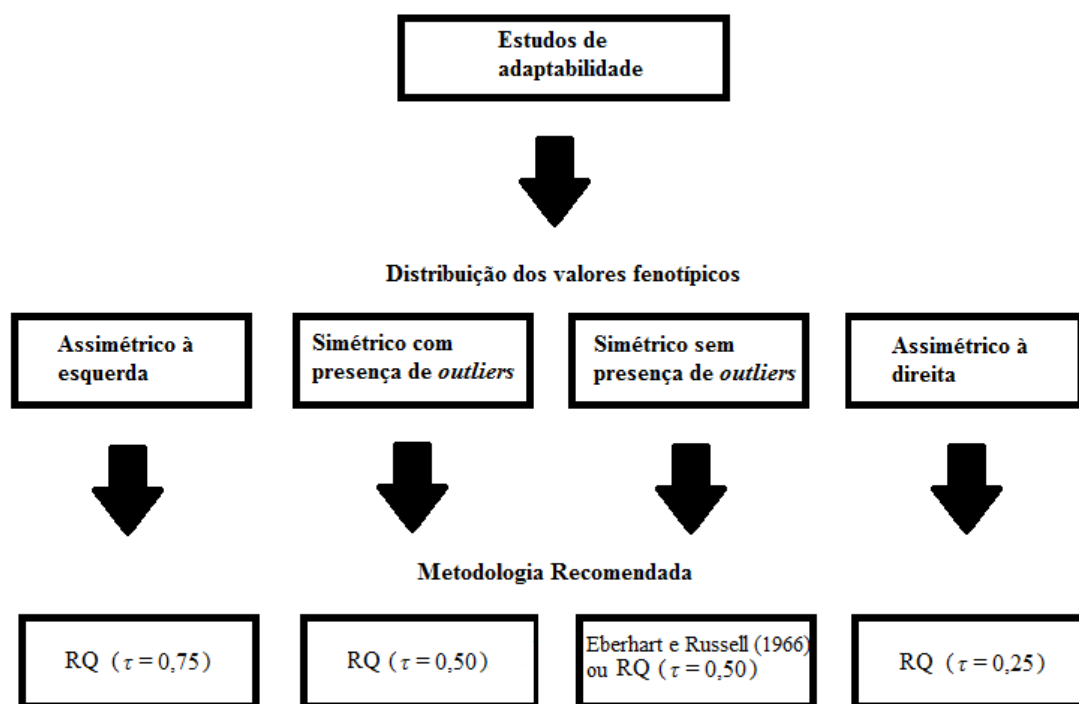 Estudos de
adaptabilidade
Distribuição dos valores fenotípicos
Assimétrico à
esquerda
Simétrico com
presença de outliers
Simétrico sem
presença de outliers
Assimétrico à
direita
Metodologia Recomendada
RQ (τ = 0,75)
RQ (τ = 0,50)
Eberhart e Russell (1966)
ou RQ (τ = 0,50)
RQ (τ = 0,25)